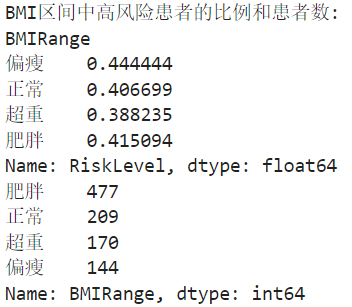 BMI区间中高风险患者的比例和患者数:
BMIRange
偏瘦    0.444444
正常    0.406699
超重    0.388235
肥胖    0.415094
Name: RiskLevel, dtype: float64
肥胖    477
正常    209
超重    170
偏瘦    144
Name: BMIRange, dtype: int64